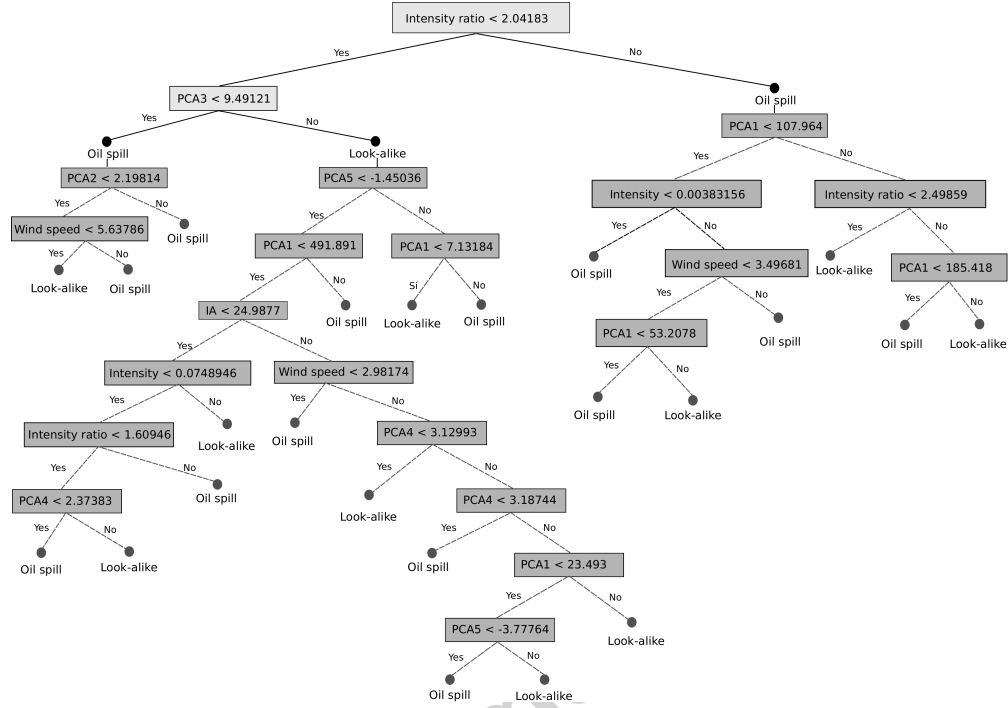 Intensity ratio < 2.04183
Yes
No
PCA3 < 9.49121
Yes
No
Oil spill
Look-alike
Oil spill
PCA1 < 107.964
Yes
No
PCA2 < 2.19814
Yes
No
PCA5 < -1.45036
Yes
No
Intensity < 0.00383156
Yes
No
Intensity ratio < 2.49859
Yes
No
Wind speed < 5.63786
Yes
No
Oil spill
Look-alike
Oil spill
PCA1 < 491.891
Yes
No
PCA1 < 7.13184
Sí
No
Oil spill
Wind speed < 3.49681
Yes
No
Look-alike
PCA1 < 185.418
Yes
No
IA < 24.9877
Yes
No
Oil spill
Look-alike
Oil spill
PCA1 < 53.2078
Yes
No
Oil spill
Oil spill
Look-alike
Intensity < 0.0748946
Yes
No
Wind speed < 2.98174
Yes
No
Oil spill
Look-alike
Intensity ratio < 1.60946
Yes
No
Look-alike
Oil spill
PCA4 < 3.12993
Yes
No
PCA4 < 2.37383
Yes
No
Oil spill
Look-alike
PCA4 < 3.18744
Yes
No
Oil spill
Look-alike
Oil spill
PCA1 < 23.493
Yes
No
PCA5 < -3.77764
Yes
No
Look-alike
Oil spill
Look-alike